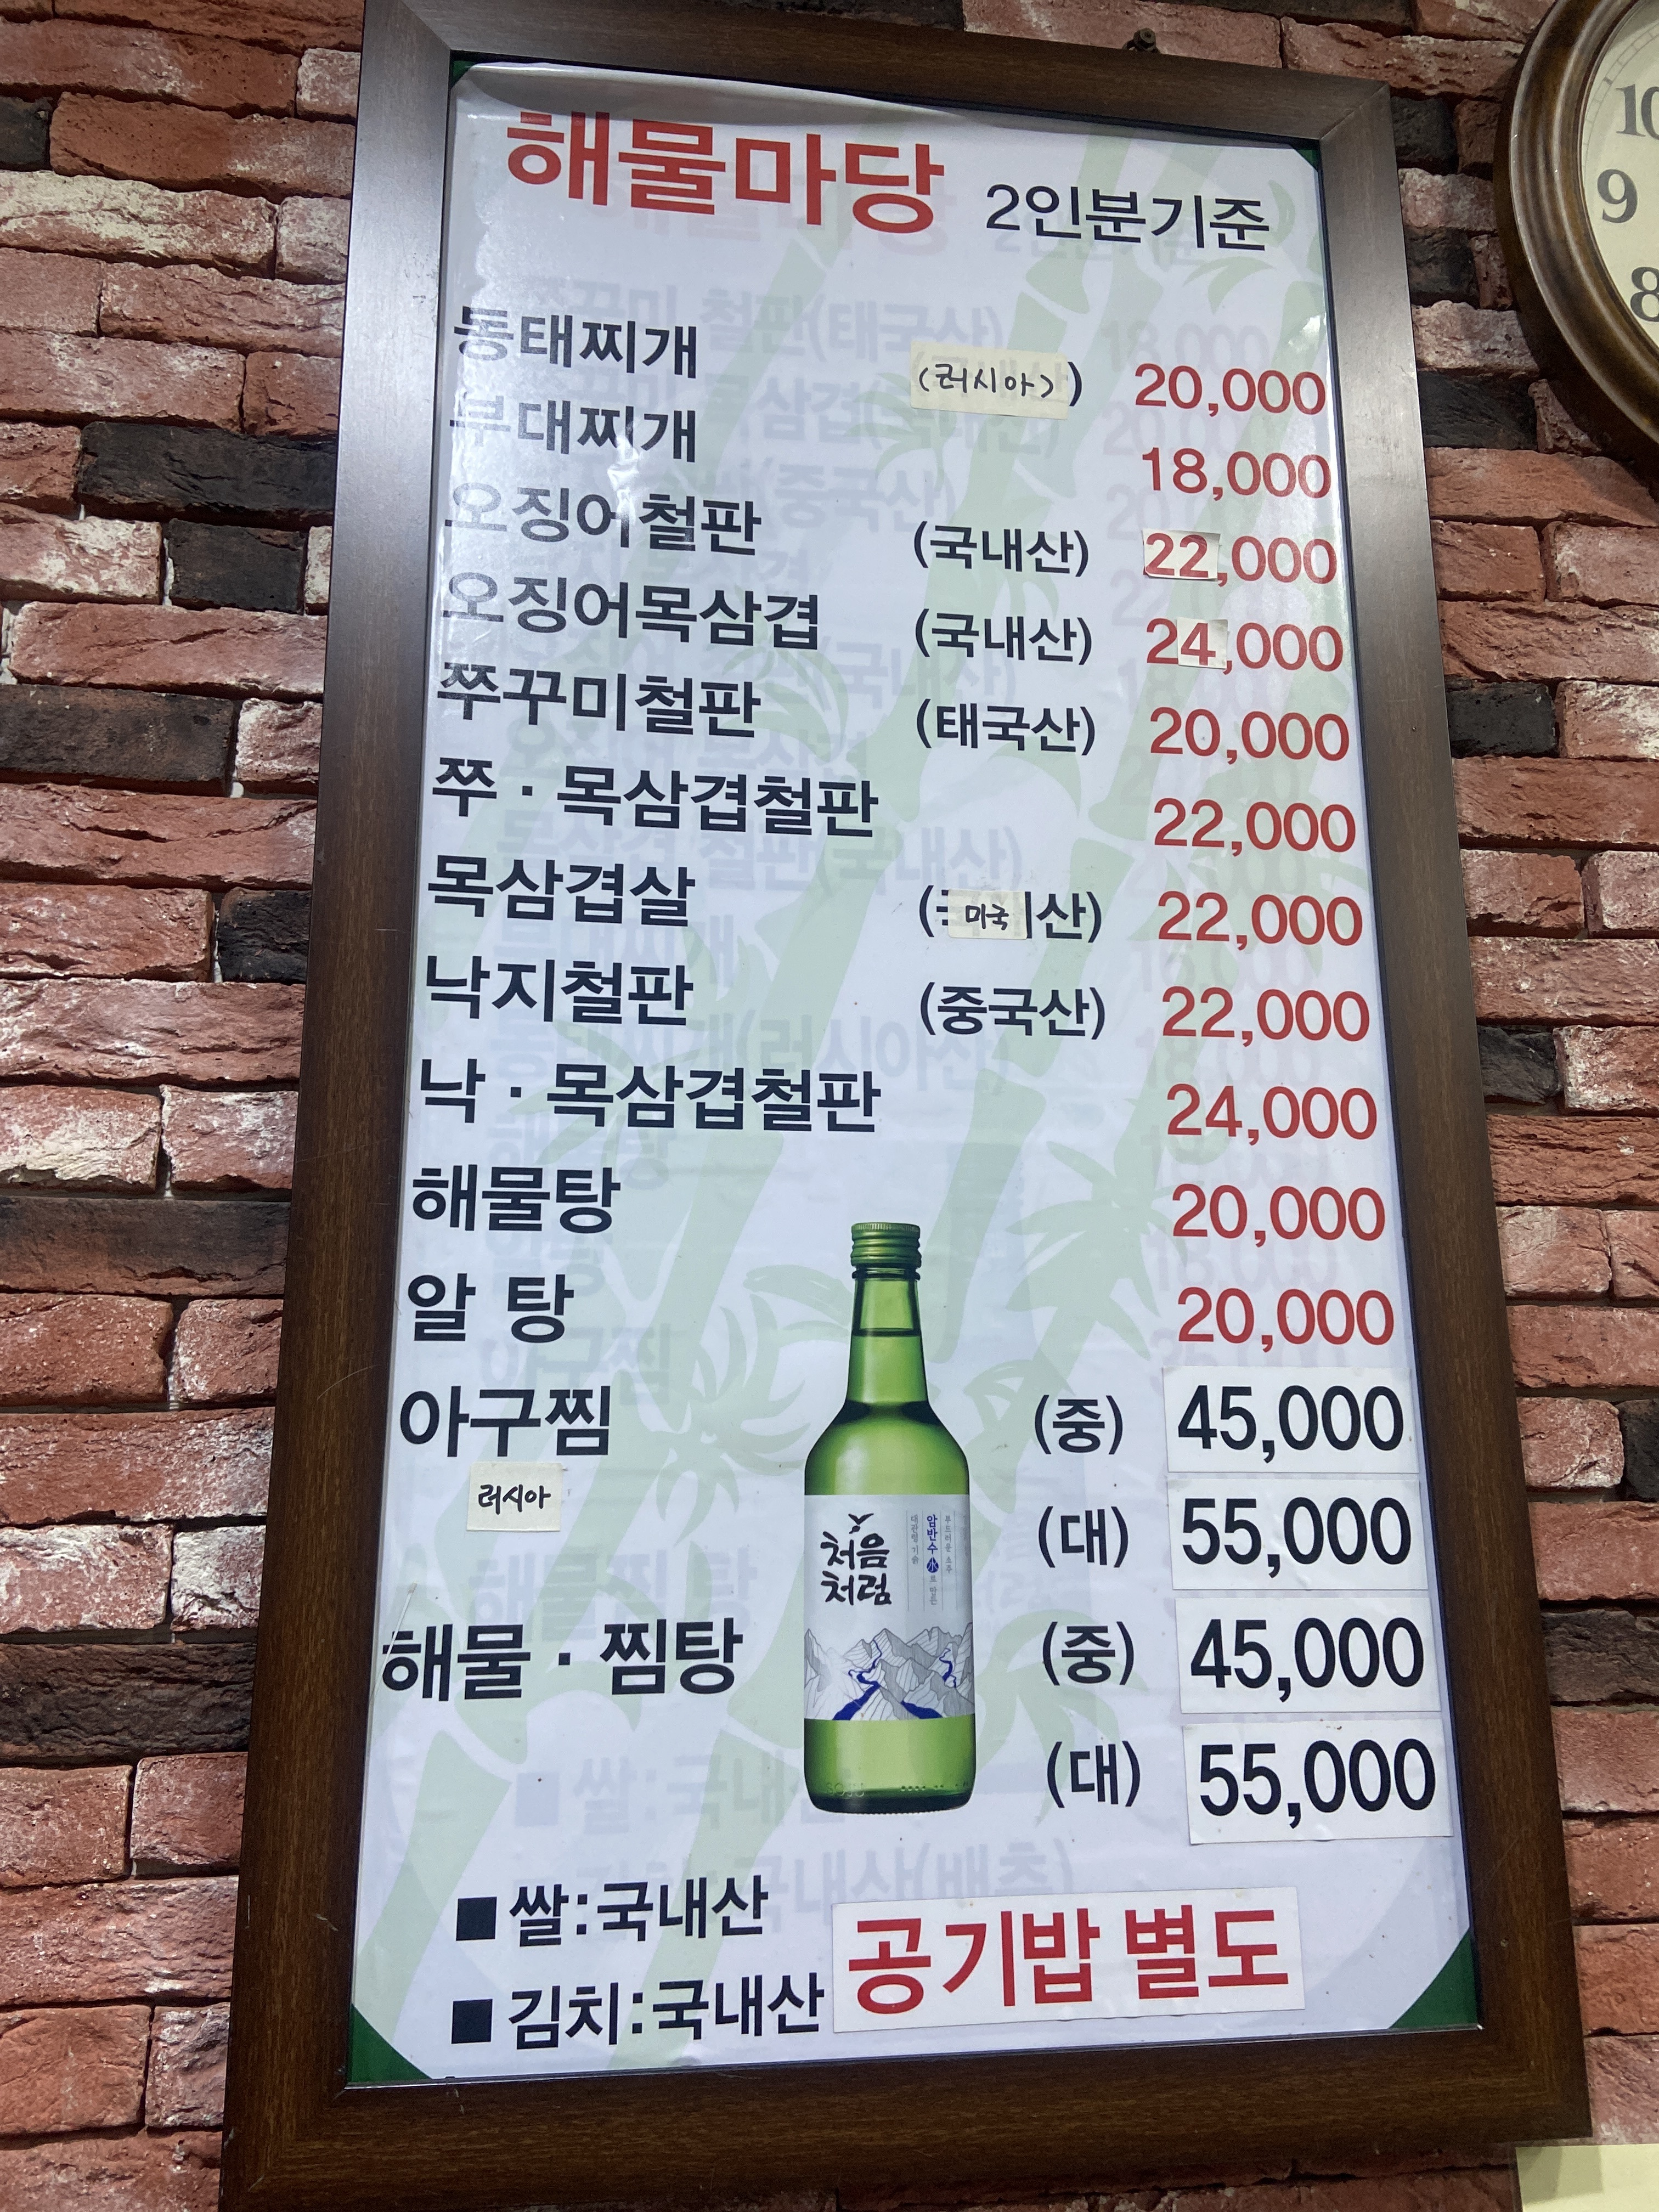 해물마당 2인분기준
동태찌개 (러시아) 20,000
부대찌개 18,000
오징어철판 (국내산) 22,000
오징어목삼겹 (국내산) 24,000
쭈꾸미철판 (태국산) 20,000
쭈 · 목삼겹철판 22,000
목삼겹살 (미국산) 22,000
낙지철판 (중국산) 22,000
낙 · 목삼겹철판 24,000
해물탕 20,000
알 탕 20,000
아구찜 (중) 45,000
러시아
(대) 55,000
해물 · 찜탕 (중) 45,000
(대) 55,000
처음
처럼
암반수
■ 쌀:국내산
■ 김치:국내산
공기밥 별도
10
9
8